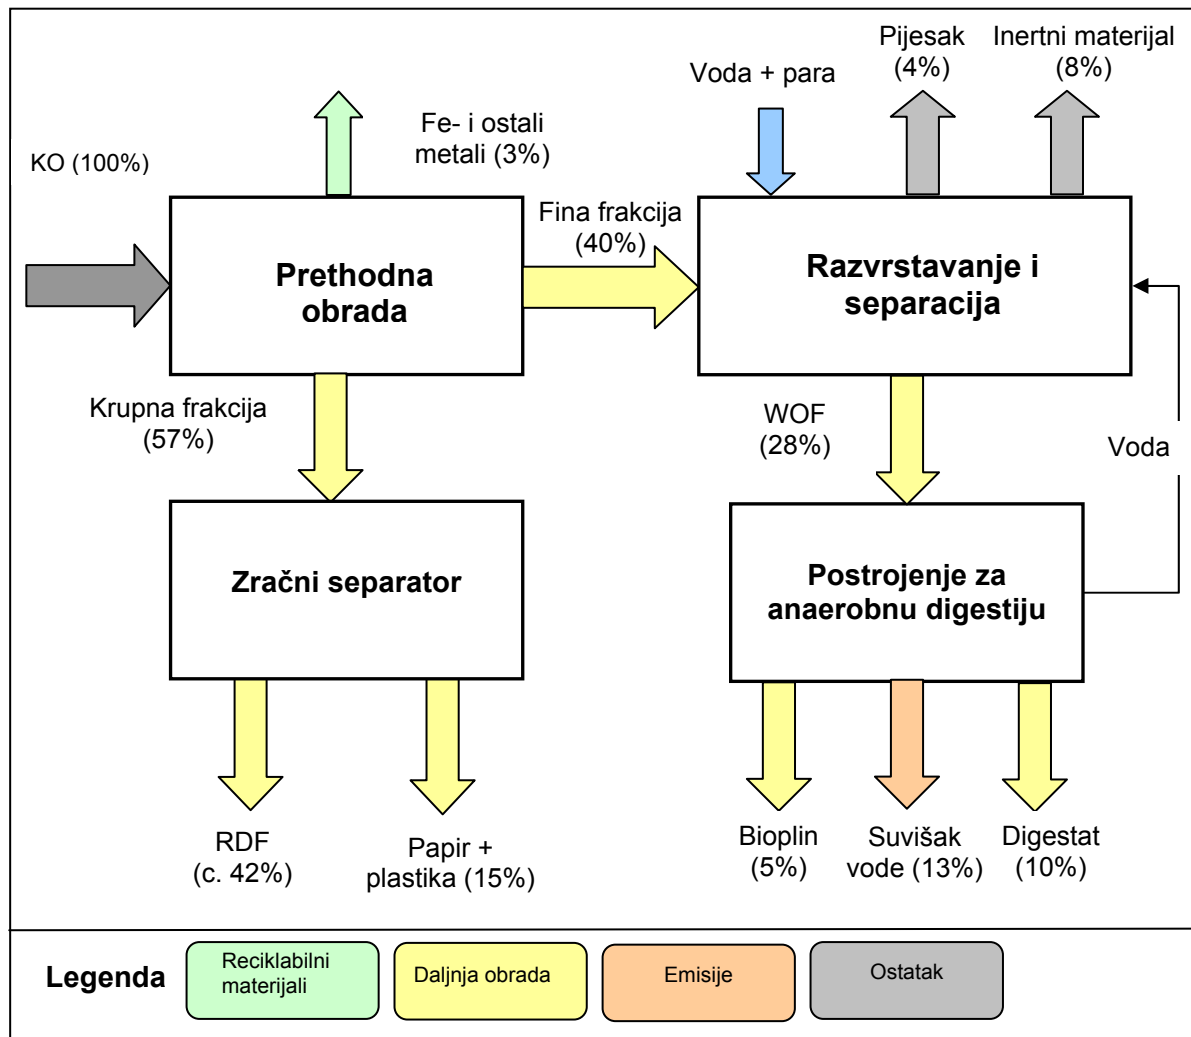 KO (100%)
Fe- i ostali
metali (3%)
Voda + para
Pijesak
(4%)
Inertni materijal
(8%)
Prethodna
obrada
Fina frakcija
(40%)
Razvrstavanje i
separacija
Krupna frakcija
(57%)
WOF
(28%)
Voda
Zračni separator
Postrojenje za
anaerobnu digestiju
RDF
(c. 42%)
Papir +
plastika (15%)
Bioplin
(5%)
Suvišak
vode (13%)
Digestat
(10%)
Legenda
Reciklabilni
materijali
Daljnja obrada
Emisije
Ostatak